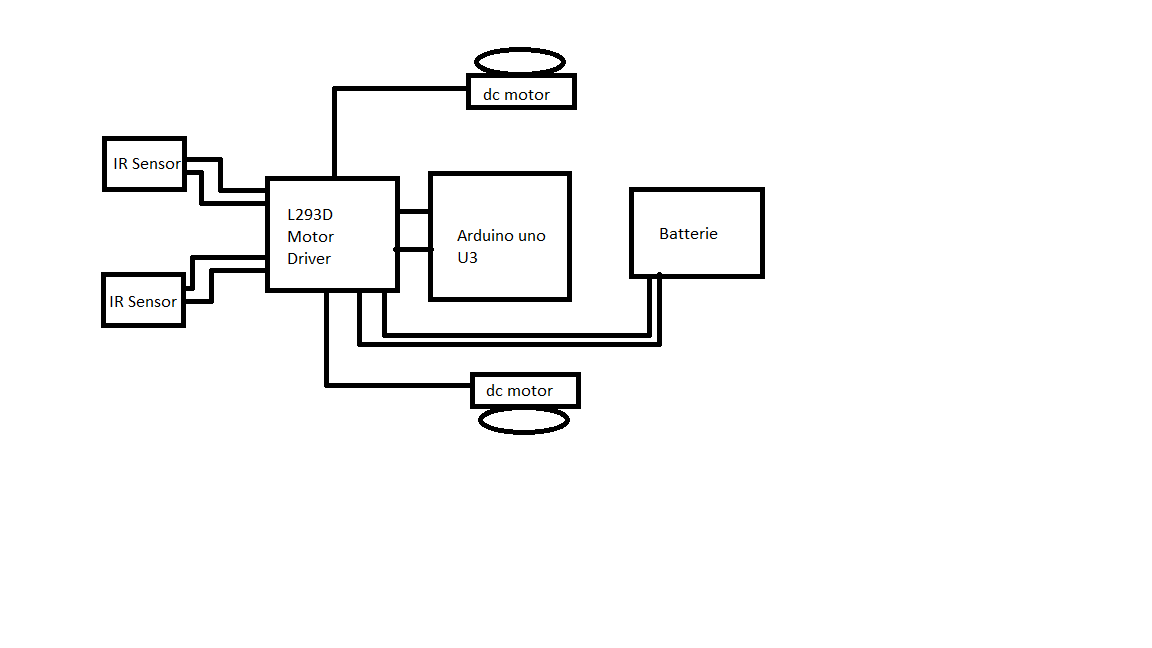 dc motor
IR Sensor
L293D
Motor
Driver
Arduino uno
U3
Batterie
IR Sensor
dc motor